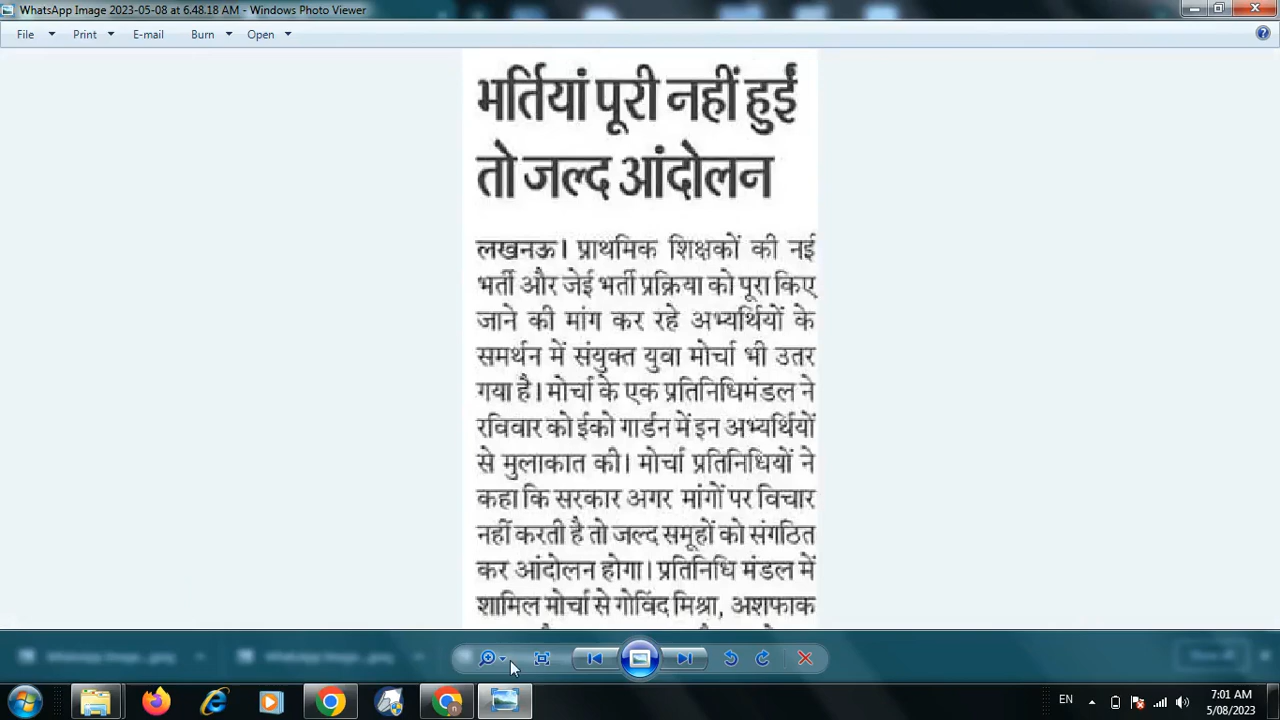 WhatsApp Image 2023-05-08 at 6.48.18 AM - Windows Photo Viewer
File Print E-mail Burn Open
भर्तियां पूरी नहीं हुईं
तो जल्द आंदोलन
लखनऊ। प्राथमिक शिक्षकों की नई
भर्ती और जेई भर्ती प्रक्रिया को पूरा किए
जाने की मांग कर रहे अभ्यर्थियों के
समर्थन में संयुक्त युवा मोर्चा भी उतर
गया है। मोर्चा के एक प्रतिनिधिमंडल ने
रविवार को ईको गार्डन में इन अभ्यर्थियों
से मुलाकात की। मोर्चा प्रतिनिधियों ने
कहा कि सरकार अगर मांगों पर विचार
नहीं करती है तो जल्द समूहों को संगठित
कर आंदोलन होगा। प्रतिनिधि मंडल में
शामिल मोर्चा से गोविंद मिश्रा, अशफाक
EN
7:01 AM
5/08/2023